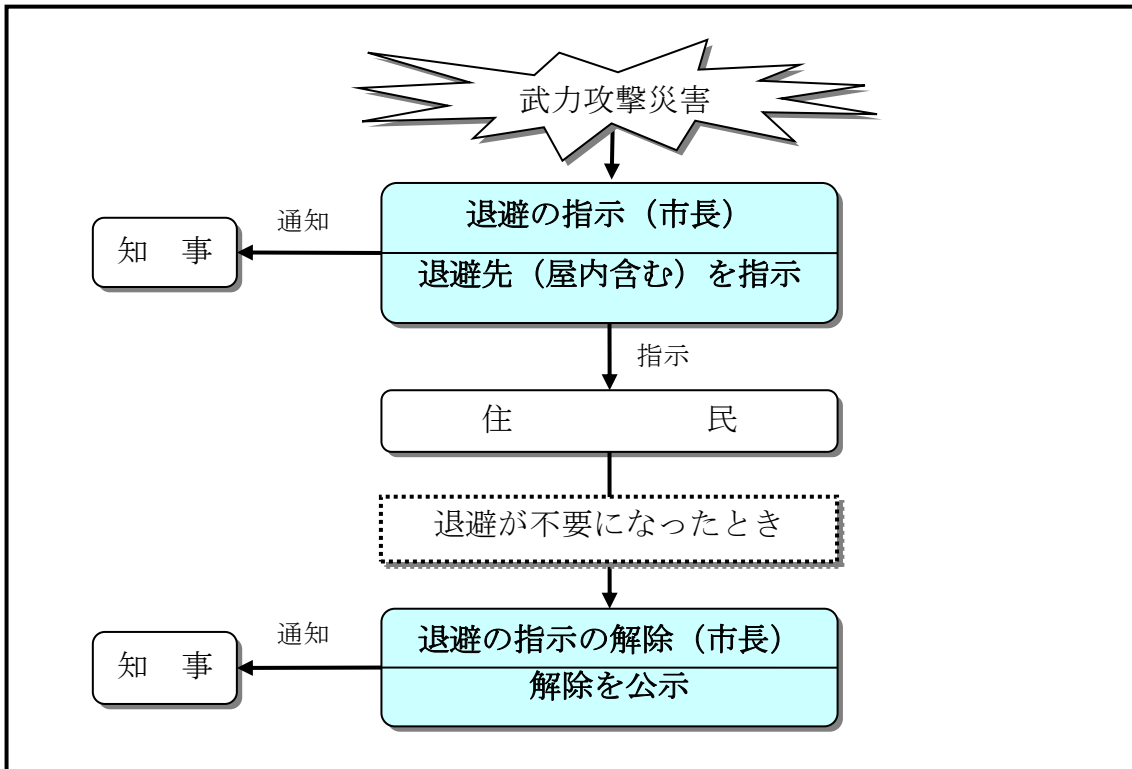 武力攻撃災害
退避の指示（市長）
通知
知　事
退避先（屋内含む）を指示
指示
住　　　　　民
退避が不要になったとき
退避の指示の解除（市長）
通知
知　事
解除を公示